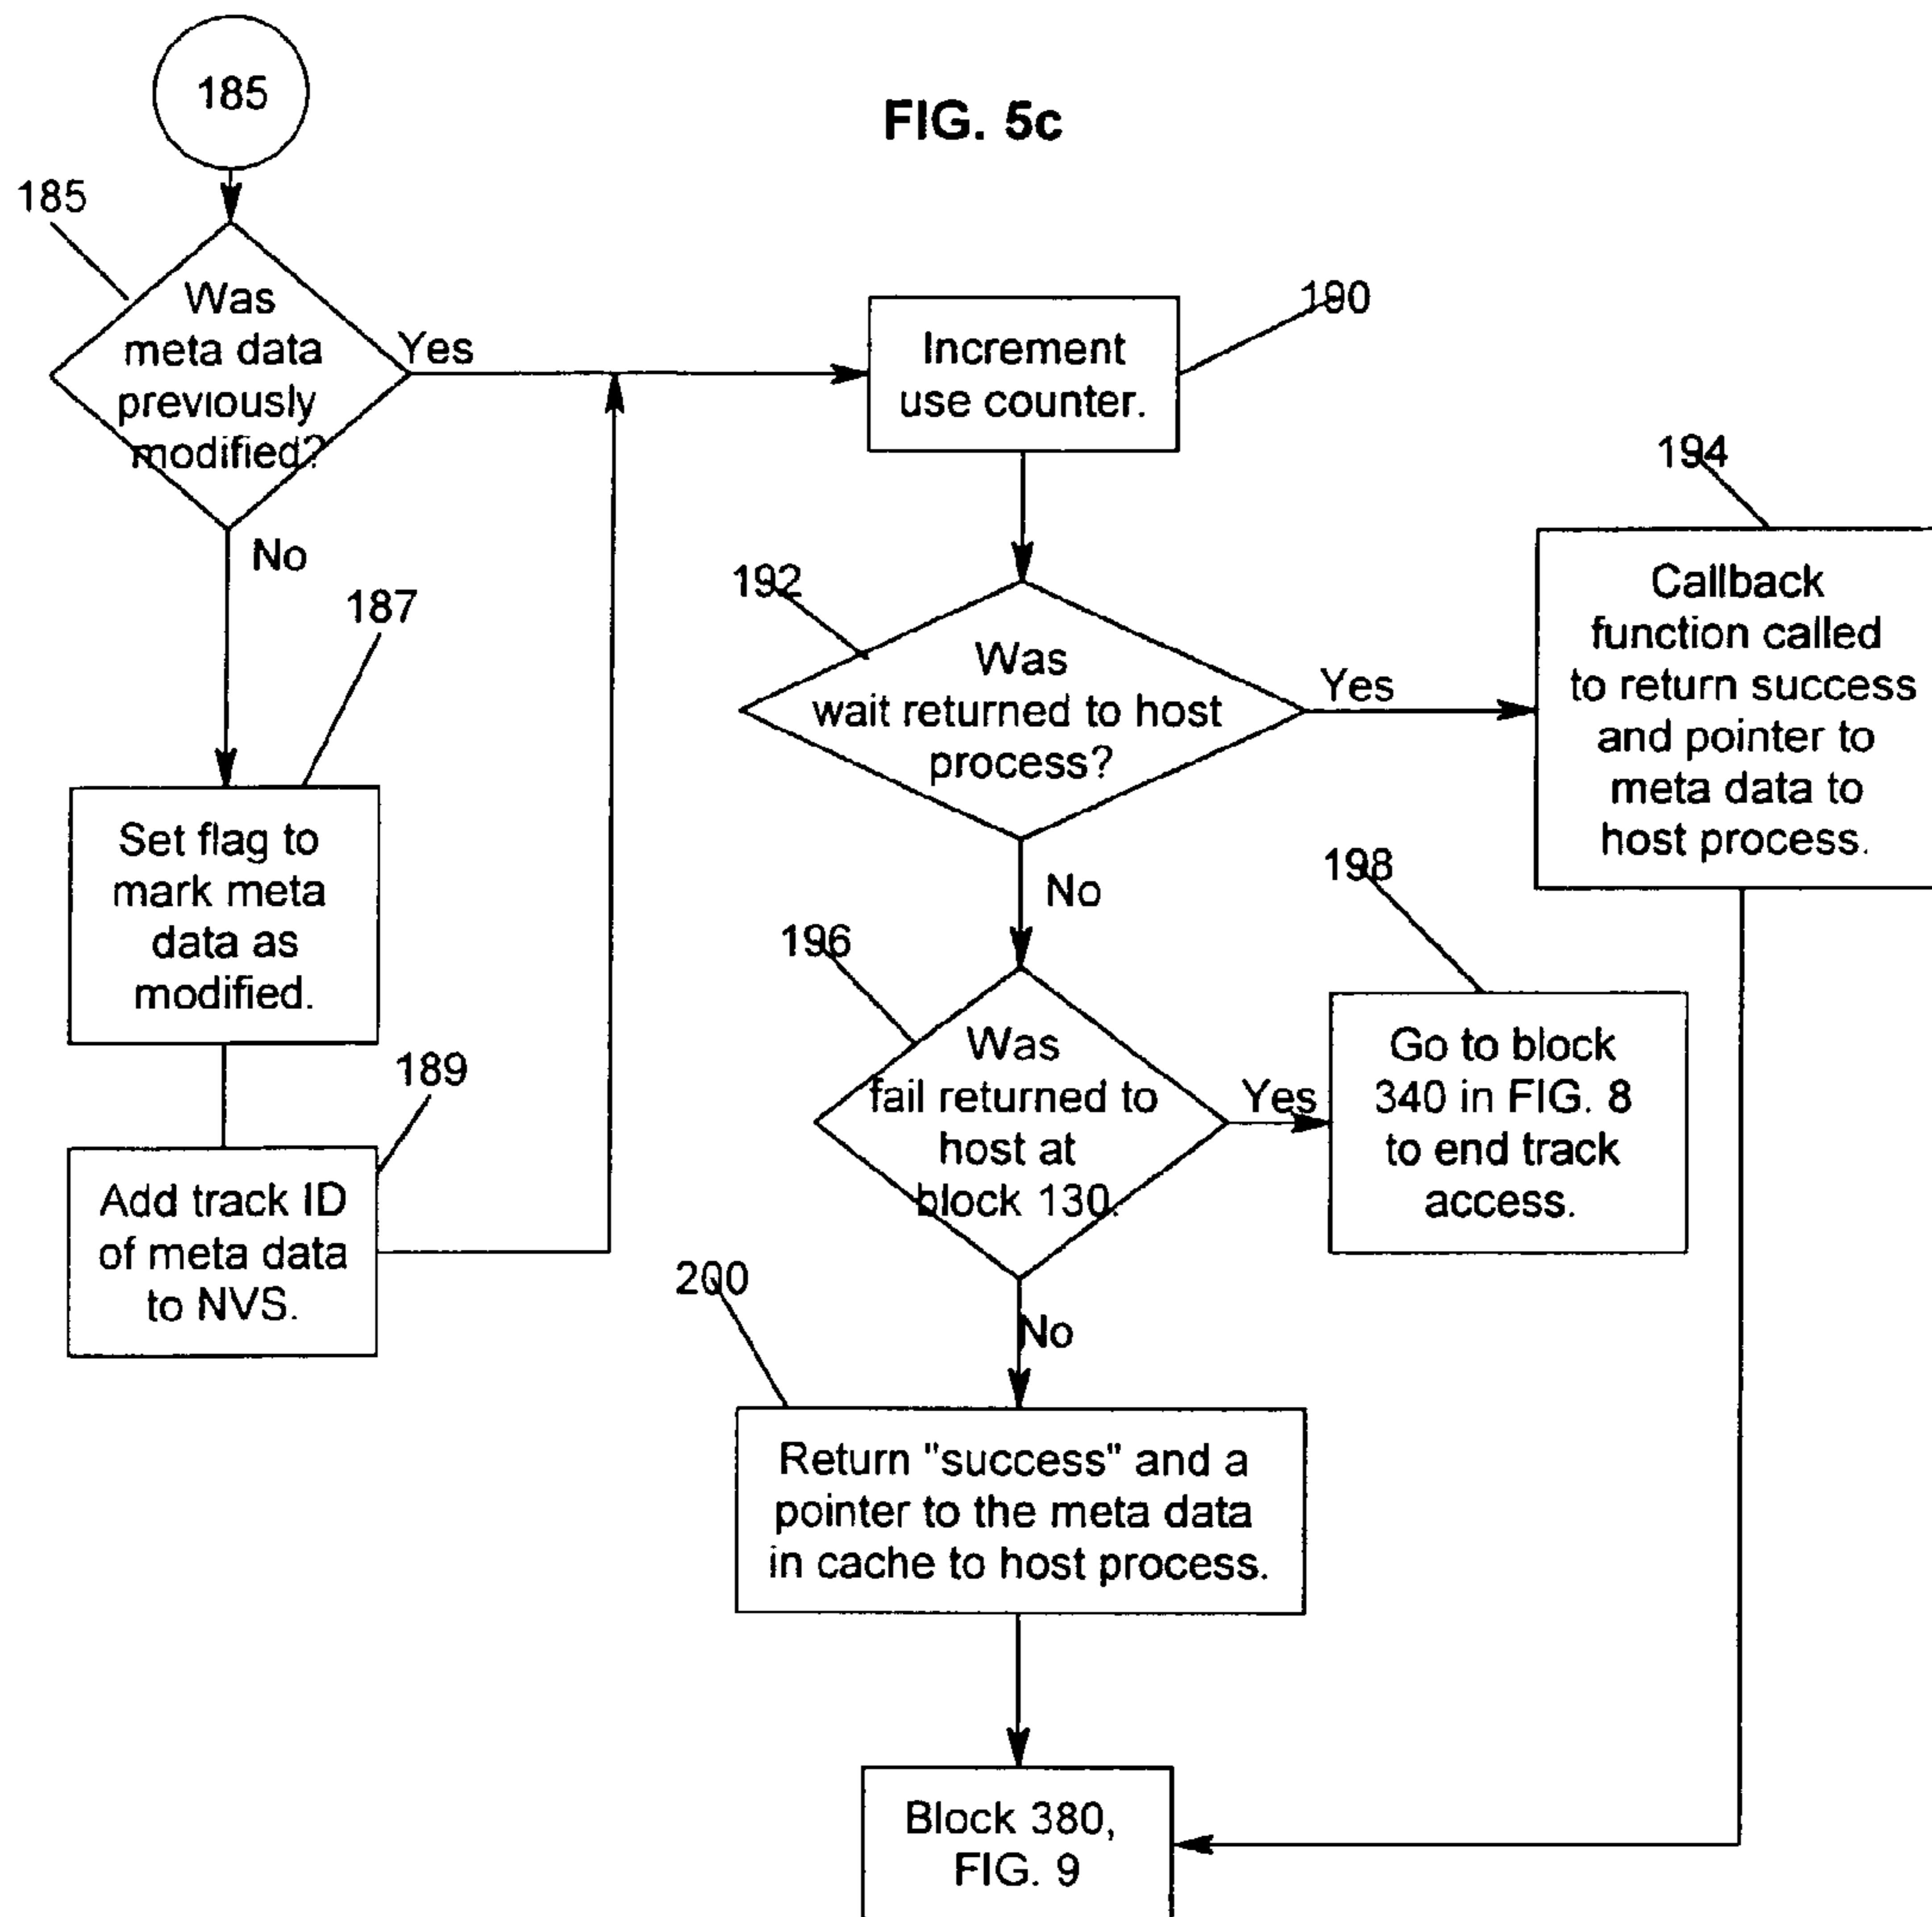 185
FIG. 5c
185
Was
meta data
previously
modified?
Yes
No
187
Set flag to
mark meta
data as
modified.
189
Add track ID
of meta data
to NVS.
190
Increment
use counter.
192
Was
wait returned to host
process?
Yes
No
194
Callback
function called
to return success
and pointer to
meta data to
host process.
196
Was
fail returned to
host at
block 130.
Yes
No
198
Go to block
340 in FIG. 8
to end track
access.
200
Return "success" and a
pointer to the meta data
in cache to host process.
Block 380,
FIG. 9